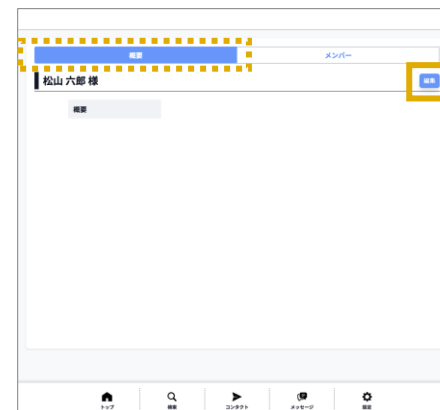 概要 メンバー
松山 六郎 様 編集
概要
トップ 検索 コンタクト メッセージ 設定